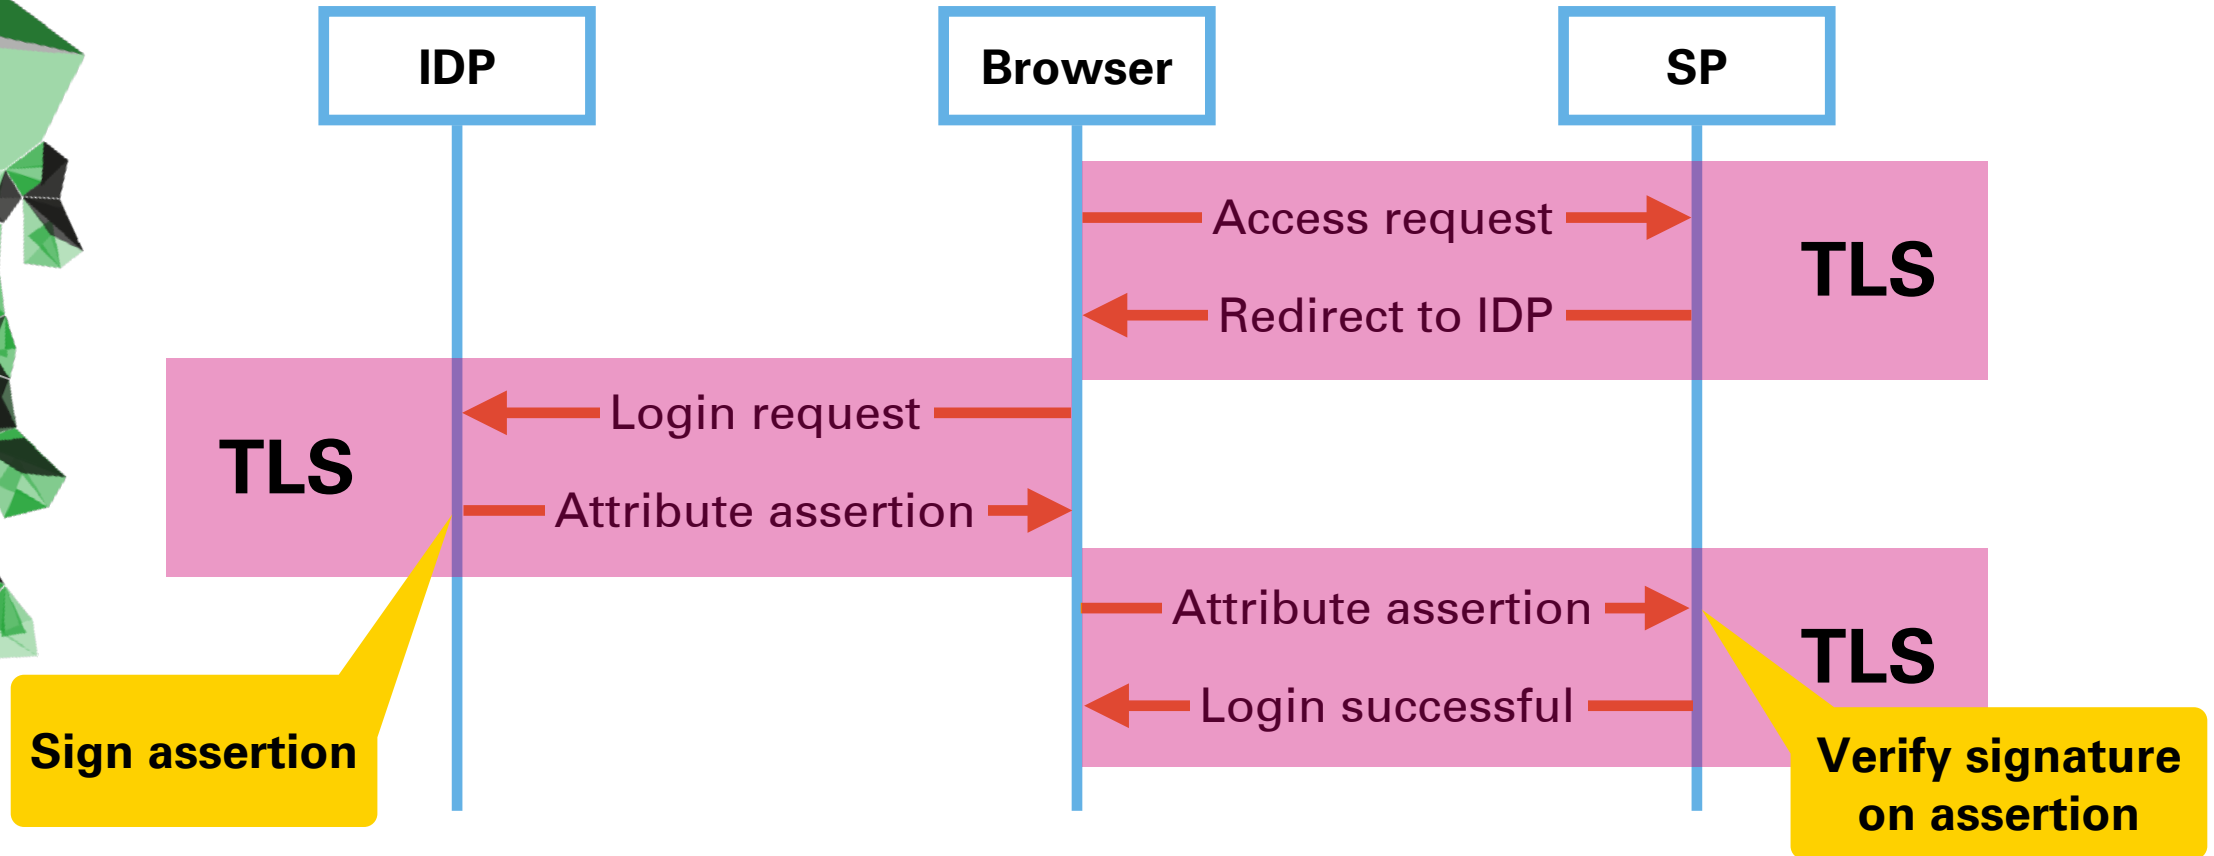 IDP
Browser
SP
Access request
TLS
Redirect to IDP
Login request
TLS
Attribute assertion
Attribute assertion
TLS
Login successful
Sign assertion
Verify signature
on assertion